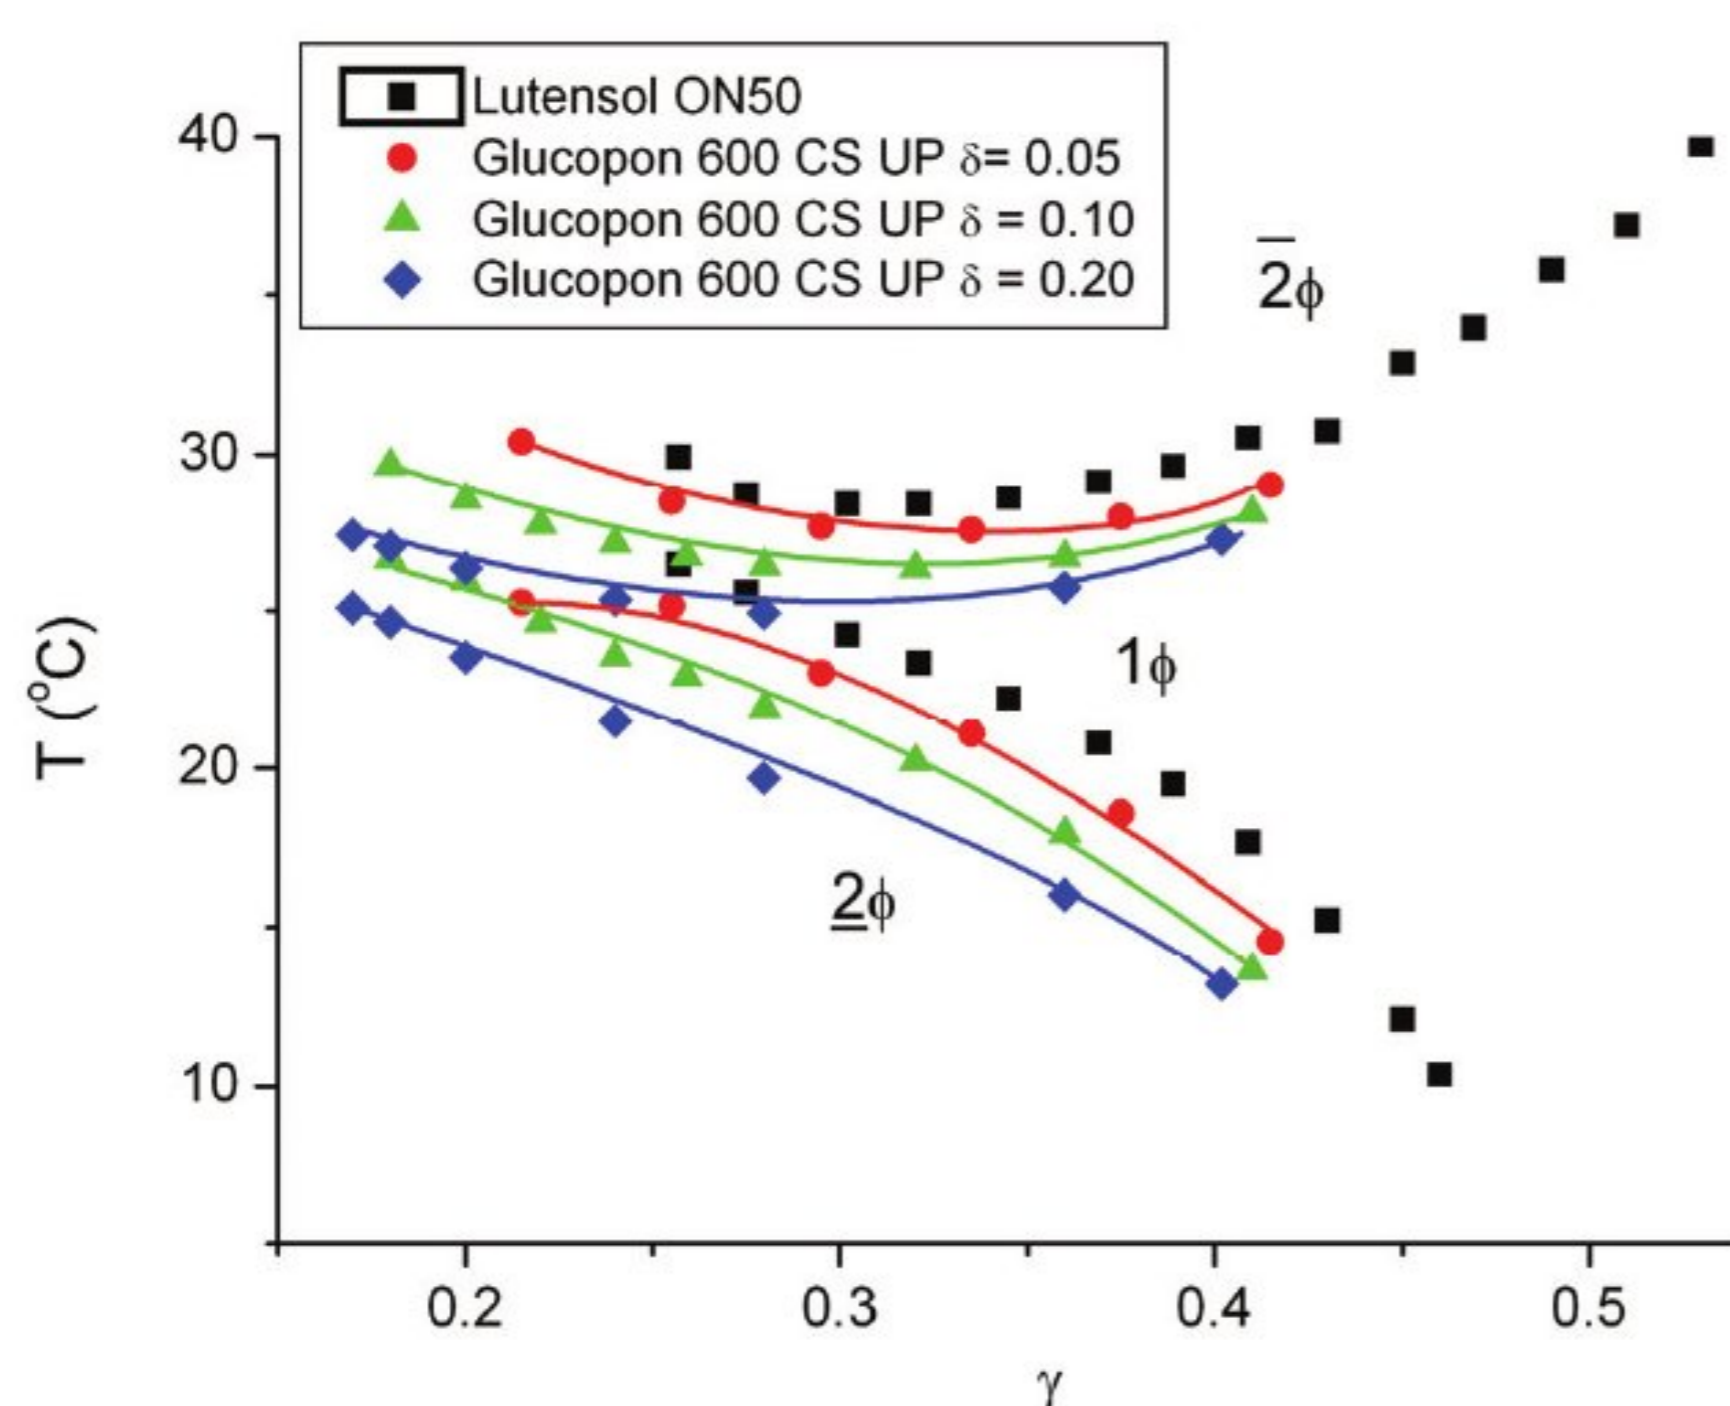 Lutensol ON50
Glucopon 600 CS UP δ= 0.05
Glucopon 600 CS UP δ = 0.10
Glucopon 600 CS UP δ = 0.20
40
30
20
10
T (°C)
2̅ϕ
1ϕ
2̲ϕ
0.2 0.3 0.4 0.5
γ